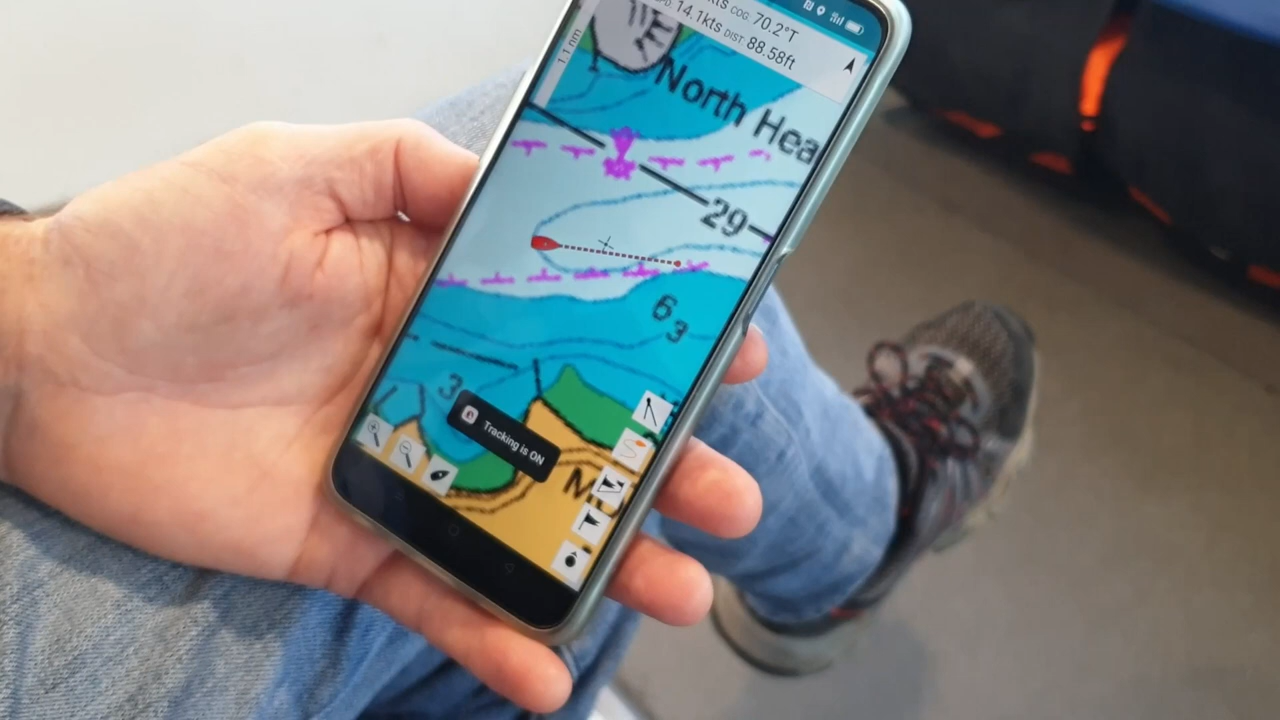 kts COG: 70.2°T
14.1kts DIST: 88.58ft
1.1 nm
North Hea
29
6₃
3
Tracking is ON